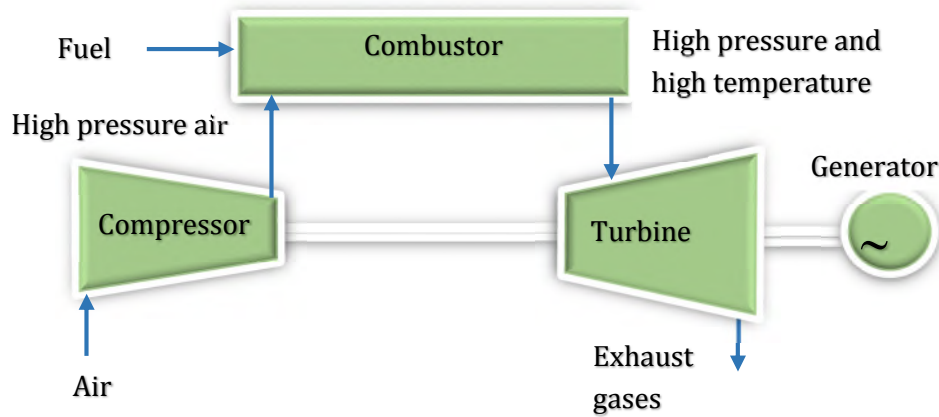 Fuel
Combustor
High pressure and
high temperature
High pressure air
Generator
Compressor
Turbine
~
Exhaust
gases
Air